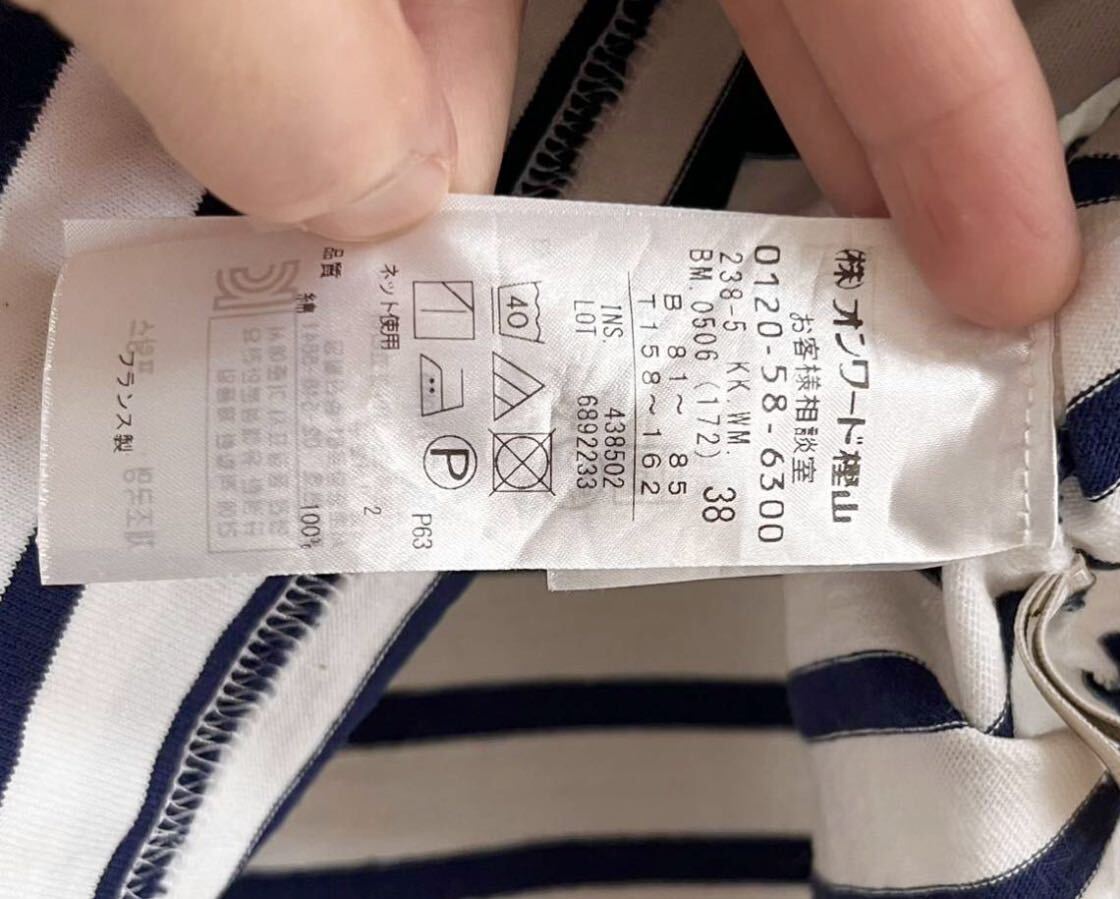 ㈱オンワード樫山
お客様相談室
0120-58-6300
238-5 KK.WM. 38
BM.0506 (172)
B 81～ 85
T158～162
INS. 438502
LOT 6892233
40
P
P63
ネット使用
2
品質
綿 100%
フランス製